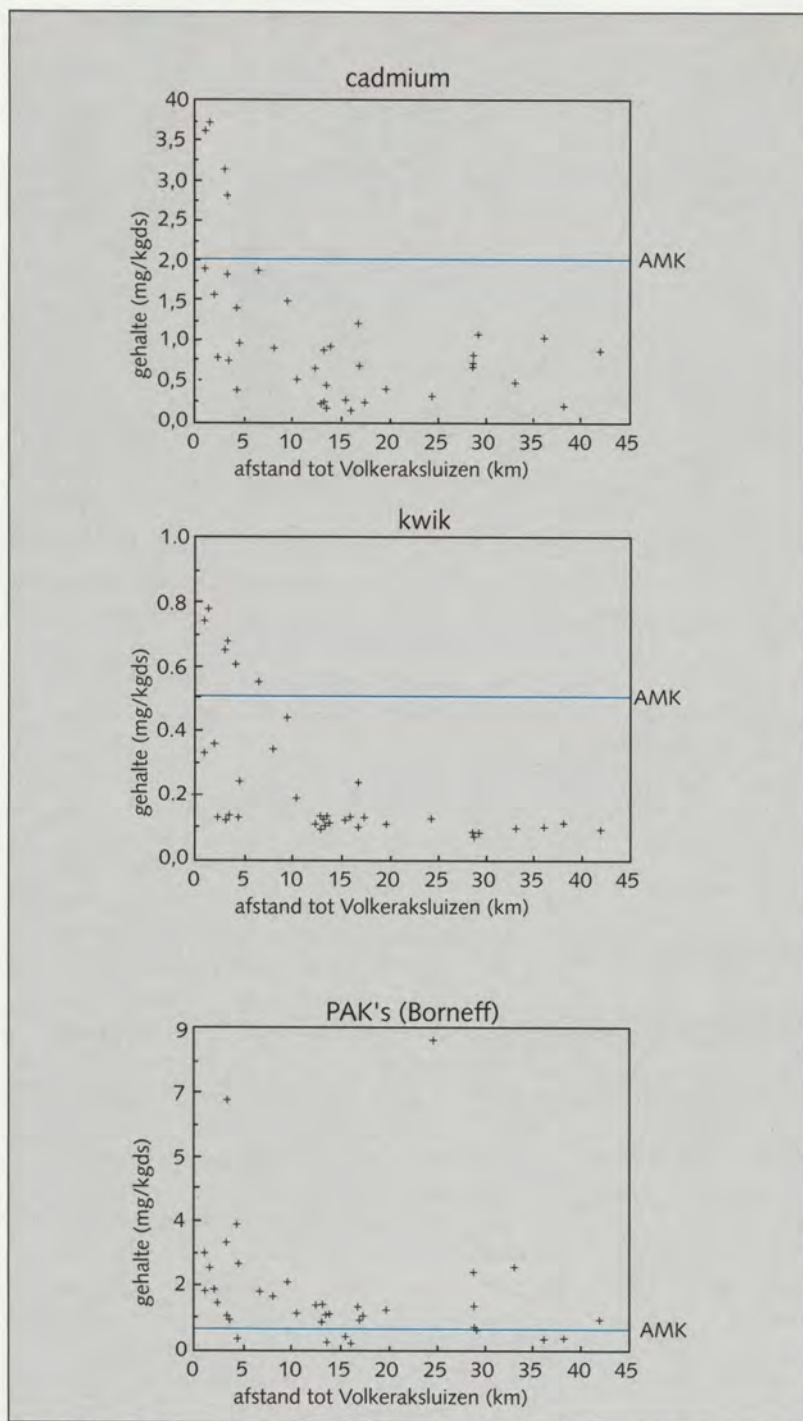 cadmium
40
3,5
3,0
2,5
2,0
1,5
1,0
0,5
0,0
gehalte (mg/kgds)
AMK
0 5 10 15 20 25 30 35 40 45
afstand tot Volkeraksluizen (km)
kwik
1.0
0.8
0.6
0.4
0.2
0,0
gehalte (mg/kgds)
AMK
0 5 10 15 20 25 30 35 40 45
afstand tot Volkeraksluizen (km)
PAK's (Borneff)
9
7
5
4
2
0
gehalte (mg/kgds)
AMK
0 5 10 15 20 25 30 35 40 45
afstand tot Volkeraksluizen (km)